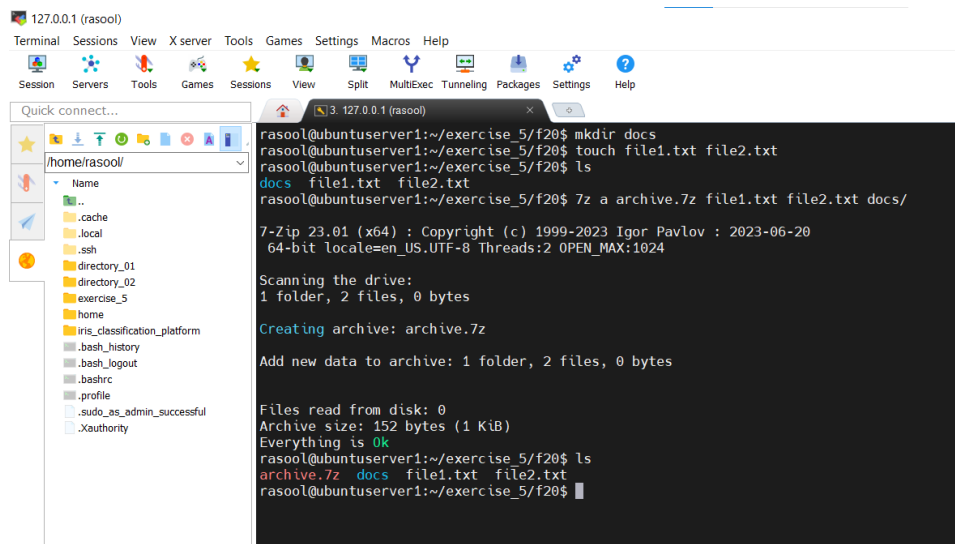 127.0.0.1 (rasool)
Terminal Sessions View X server Tools Games Settings Macros Help
Session Servers Tools Games Sessions View Split MultiExec Tunneling Packages Settings Help
Quick connect...
3. 127.0.0.1 (rasool)
/home/rasool/
Name
..
.cache
.local
.ssh
directory_01
directory_02
exercise_5
home
iris_classification_platform
.bash_history
.bash_logout
.bashrc
.profile
.sudo_as_admin_successful
.Xauthority
rasool@ubuntuserver1:~/exercise_5/f20$ mkdir docs
rasool@ubuntuserver1:~/exercise_5/f20$ touch file1.txt file2.txt
rasool@ubuntuserver1:~/exercise_5/f20$ ls
docs  file1.txt  file2.txt
rasool@ubuntuserver1:~/exercise_5/f20$ 7z a archive.7z file1.txt file2.txt docs/
7-Zip 23.01 (x64) : Copyright (c) 1999-2023 Igor Pavlov : 2023-06-20
 64-bit locale=en_US.UTF-8 Threads:2 OPEN_MAX:1024
Scanning the drive:
1 folder, 2 files, 0 bytes
Creating archive: archive.7z
Add new data to archive: 1 folder, 2 files, 0 bytes
Files read from disk: 0
Archive size: 152 bytes (1 KiB)
Everything is Ok
rasool@ubuntuserver1:~/exercise_5/f20$ ls
archive.7z  docs  file1.txt  file2.txt
rasool@ubuntuserver1:~/exercise_5/f20$